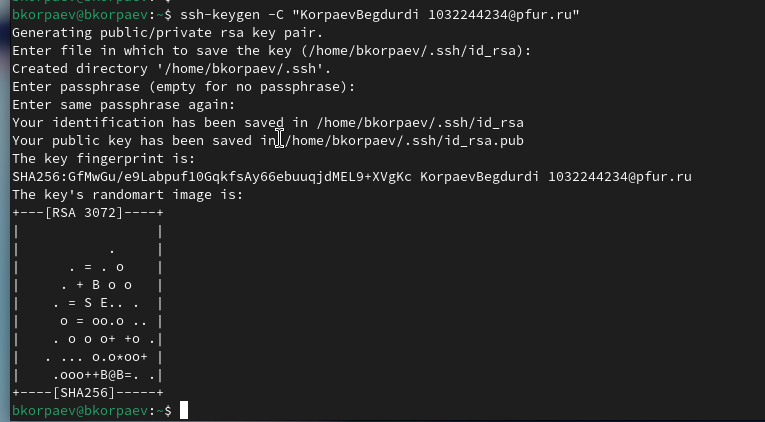 bkorpaev@bkorpaev:~$ ssh-keygen -C "KorpaevBegdurdi 1032244234@pfur.ru"
Generating public/private rsa key pair.
Enter file in which to save the key (/home/bkorpaev/.ssh/id_rsa):
Created directory '/home/bkorpaev/.ssh'.
Enter passphrase (empty for no passphrase):
Enter same passphrase again:
Your identification has been saved in /home/bkorpaev/.ssh/id_rsa
Your public key has been saved in /home/bkorpaev/.ssh/id_rsa.pub
The key fingerprint is:
SHA256:GfMwGu/e9Labpuf10GqkfsAy66ebuuqjdMEL9+XVgKc KorpaevBegdurdi 1032244234@pfur.ru
The key's randomart image is:
+---[RSA 3072]----+
|                 |
|           .     |
|      . = . o    |
|     . + B o o   |
|    . = S E.. .  |
|     o = oo.o .. |
|    . o o o+ +o .|
|   . ... o.o*oo+ |
|    .ooo++B@B=. .|
+----[SHA256]-----+
bkorpaev@bkorpaev:~$